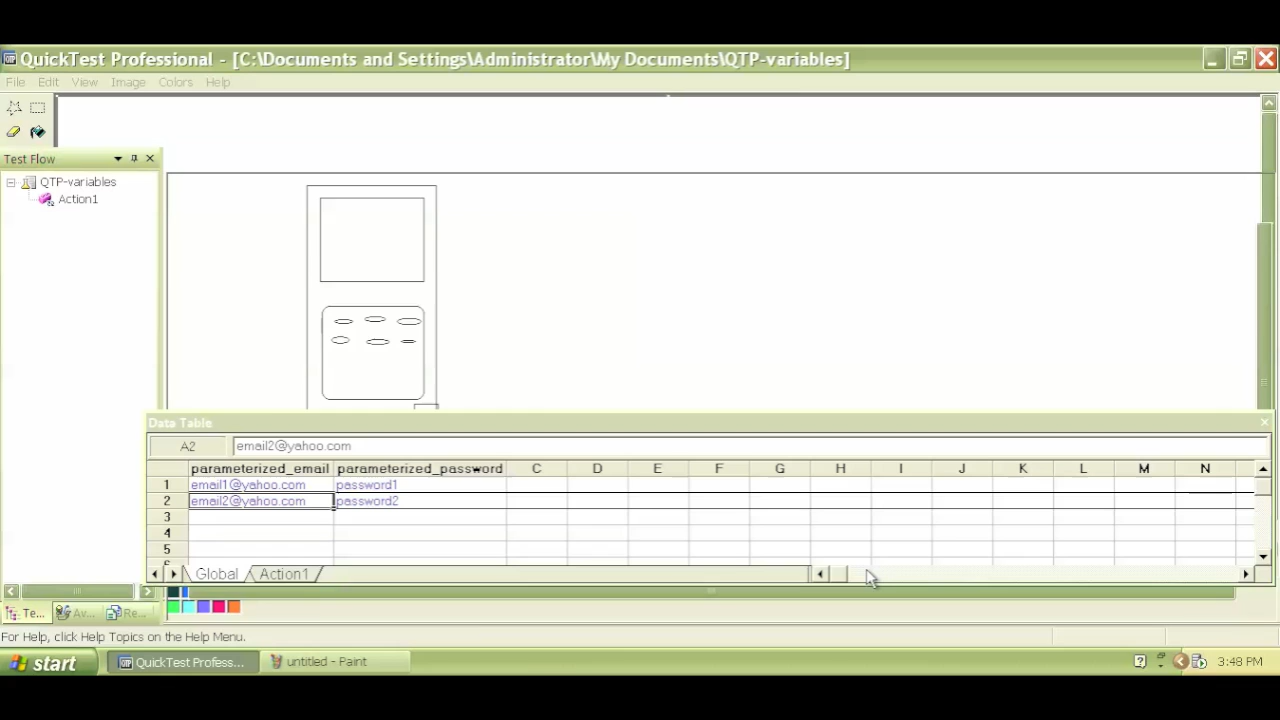 QuickTest Professional - [C:\Documents and Settings\Administrator\My Documents\QTP-variables]
File Edit View Image Colors Help
Test Flow
QTP-variables
Action1
Data Table
A2 email2@yahoo.com
parameterized_email parameterized_password C D E F G H I J K L M N
1 email1@yahoo.com password1
2 email2@yahoo.com password2
3
4
5
Global Action1
Te... Av... Re...
For Help, click Help Topics on the Help Menu.
start QuickTest Profess... untitled - Paint 3:48 PM